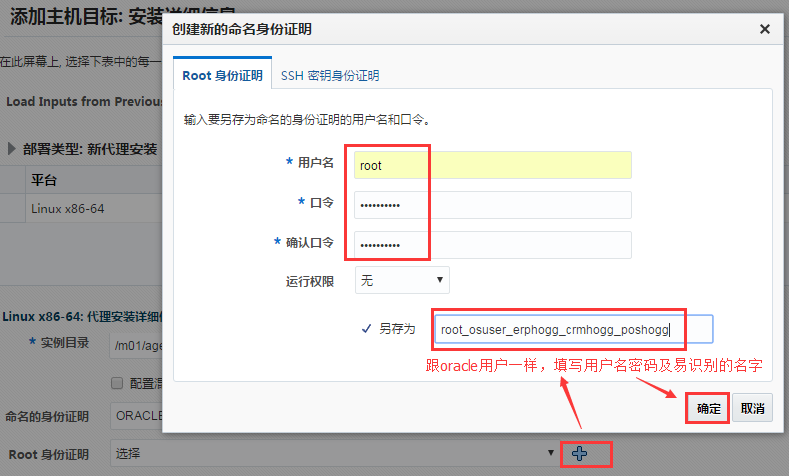 添加主机目标: 安装详细信息
创建新的命名身份证明
在此屏幕上, 选择下表中的每一
Root 身份证明
SSH 密钥身份证明
Load Inputs from Previous
输入要另存为命名的身份证明的用户名和口令。
部署类型: 新代理安装
* 用户名 root
平台
* 口令 ••••••••••
Linux x86-64
* 确认口令 ••••••••••
运行权限 无
Linux x86-64: 代理安装详细
另存为 root_osuser_erphogg_crmhogg_poshogg
* 实例目录 /m01/age
跟oracle用户一样，填写用户名密码及易识别的名字
配置
确定 取消
命名的身份证明 ORACLE
Root 身份证明 选择